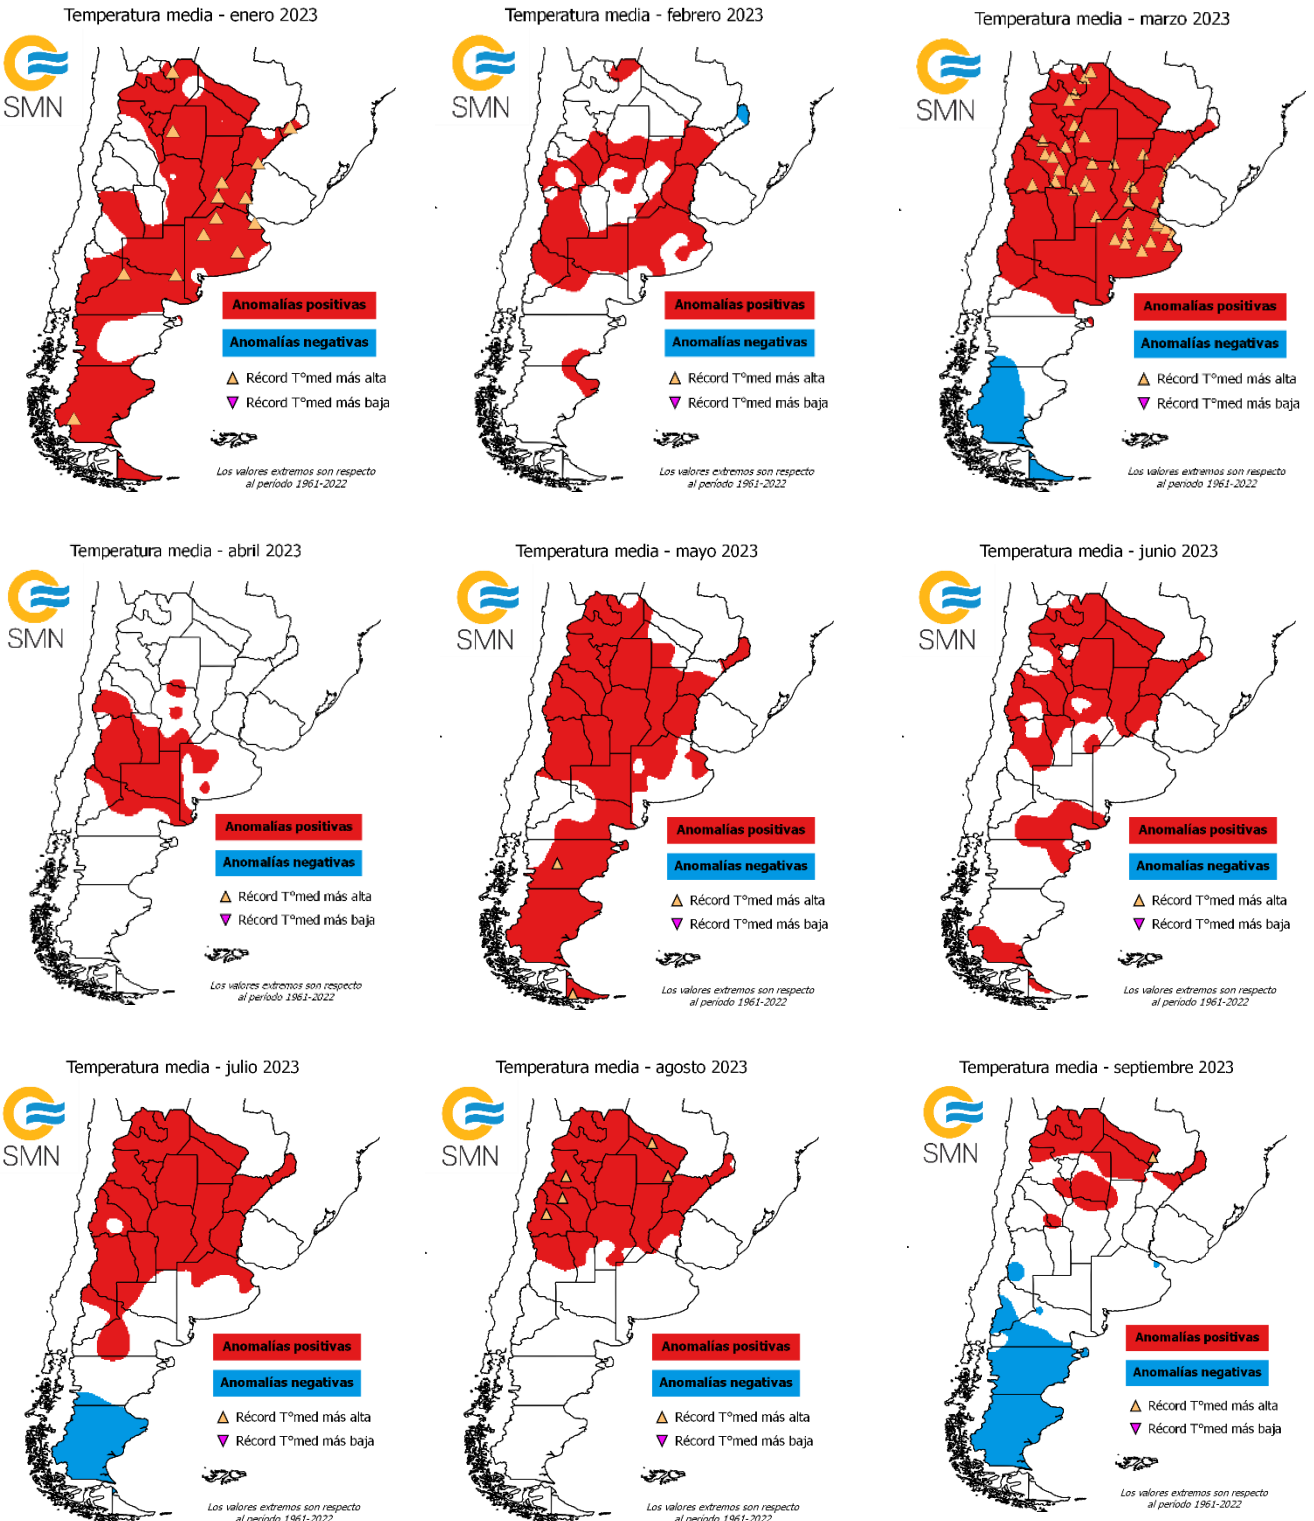 Temperatura media - enero 2023
SMN
Anomalías positivas
Anomalías negativas
Récord T°med más alta
Récord T°med más baja
Los valores extremos son respecto
al período 1961-2022
Temperatura media - febrero 2023
SMN
Anomalías positivas
Anomalías negativas
Récord T°med más alta
Récord T°med más baja
Los valores extremos son respecto
al período 1961-2022
Temperatura media - marzo 2023
SMN
Anomalías positivas
Anomalías negativas
Récord T°med más alta
Récord T°med más baja
Los valores extremos son respecto
al período 1961-2022
Temperatura media - abril 2023
SMN
Anomalías positivas
Anomalías negativas
Récord T°med más alta
Récord T°med más baja
Los valores extremos son respecto
al período 1961-2022
Temperatura media - mayo 2023
SMN
Anomalías positivas
Anomalías negativas
Récord T°med más alta
Récord T°med más baja
Los valores extremos son respecto
al período 1961-2022
Temperatura media - junio 2023
SMN
Anomalías positivas
Anomalías negativas
Récord T°med más alta
Récord T°med más baja
Los valores extremos son respecto
al período 1961-2022
Temperatura media - julio 2023
SMN
Anomalías positivas
Anomalías negativas
Récord T°med más alta
Récord T°med más baja
Los valores extremos son respecto
al período 1961-2022
Temperatura media - agosto 2023
SMN
Anomalías positivas
Anomalías negativas
Récord T°med más alta
Récord T°med más baja
Los valores extremos son respecto
al período 1961-2022
Temperatura media - septiembre 2023
SMN
Anomalías positivas
Anomalías negativas
Récord T°med más alta
Récord T°med más baja
Los valores extremos son respecto
al período 1961-2022